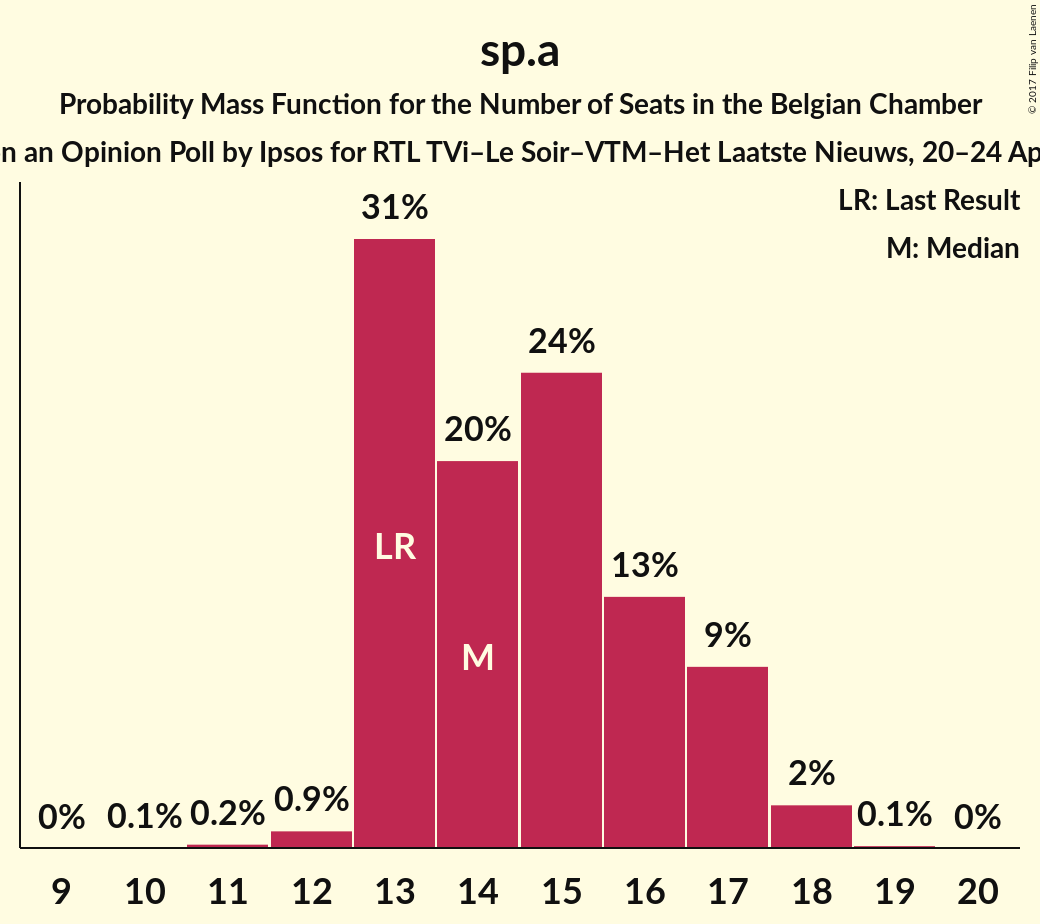 sp.a
Probability Mass Function for the Number of Seats in the Belgian Chamber
an Opinion Poll by Ipsos for RTL TVi–Le Soir–VTM–Het Laatste Nieuws, 20–24
LR: Last Result
M: Median
31%
24%
20%
LR
13%
9%
M
2%
0.9%
0.2%
0.1%
0.1%
0%
0%
9 10 11 12 13 14 15 16 17 18 19 20
© 2017 Filip van Laenen